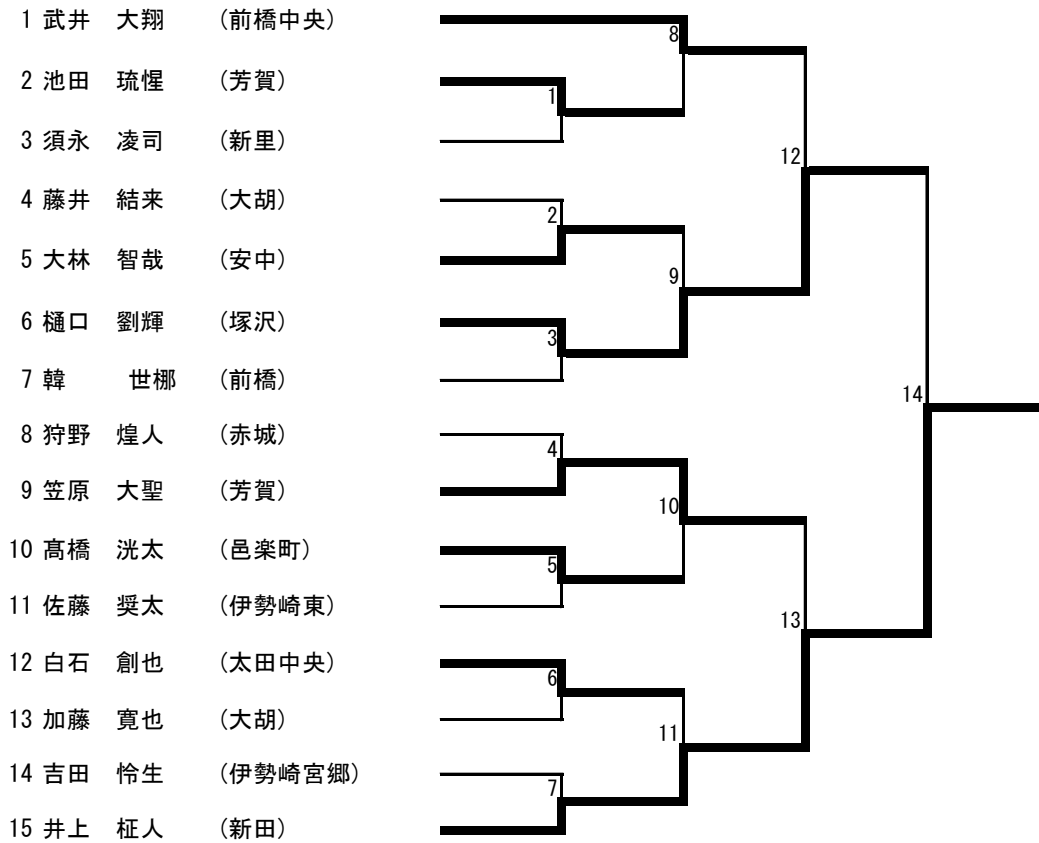 1 武井 大翔 (前橋中央)
8
2 池田 琉惺 (芳賀)
1
3 須永 凌司 (新里)
12
4 藤井 結来 (大胡)
2
5 大林 智哉 (安中)
9
6 樋口 劉輝 (塚沢)
3
7 韓 世梛 (前橋)
14
8 狩野 煌人 (赤城)
4
9 笠原 大聖 (芳賀)
10
10 髙橋 洸太 (邑楽町)
5
11 佐藤 奨太 (伊勢崎東)
13
12 白石 創也 (太田中央)
6
13 加藤 寛也 (大胡)
11
14 吉田 怜生 (伊勢崎宮郷)
7
15 井上 柾人 (新田)